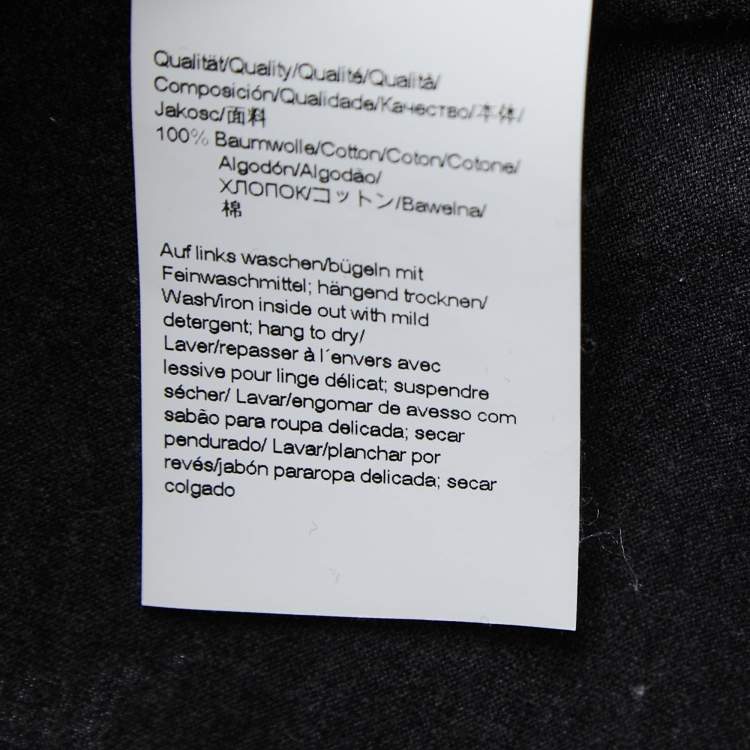 Qualität/Quality/Qualité/Qualità/
Composición/Qualidade/Качество/本体/
Jakosc/面料
100% Baumwolle/Cotton/Coton/Cotone/
Algodón/Algodão/
ХЛОПОК/コットン/Bawelna/
棉
Auf links waschen/bügeln mit
Feinwaschmittel; hängend trocknen/
Wash/iron inside out with mild
detergent; hang to dry/
Laver/repasser à l´envers avec
lessive pour linge délicat; suspendre
sécher/ Lavar/engomar de avesso com
sabão para roupa delicada; secar
pendurado/ Lavar/planchar por
revés/jabón pararopa delicada; secar
colgado